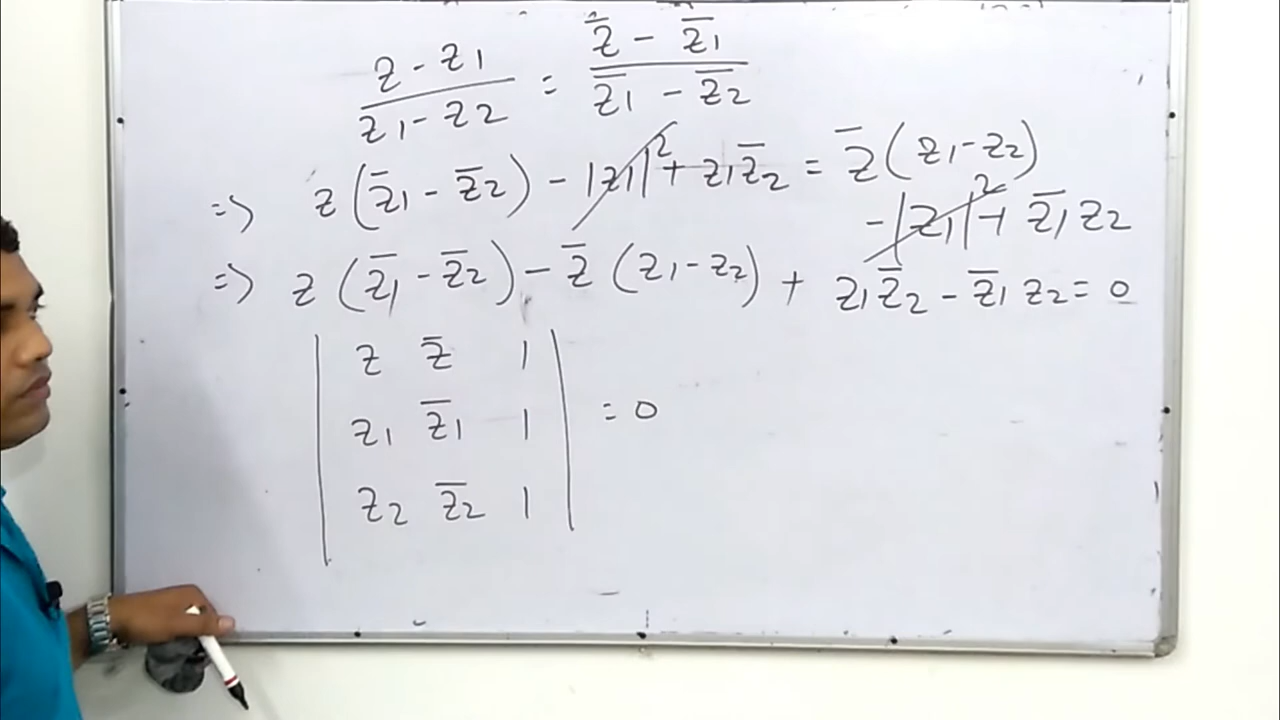 z - z1 / z1 - z2 = z̄ - z̄1 / z̄1 - z̄2
=> z(z̄1 - z̄2) - |z1|² + z1z̄2 = z̄(z1 - z2)
- |z1|² + z̄1z2
=> z(z̄1 - z̄2) - z̄(z1 - z2) + z1z̄2 - z̄1z2 = 0
| z z̄ 1 |
| z1 z̄1 1 | = 0
| z2 z̄2 1 |